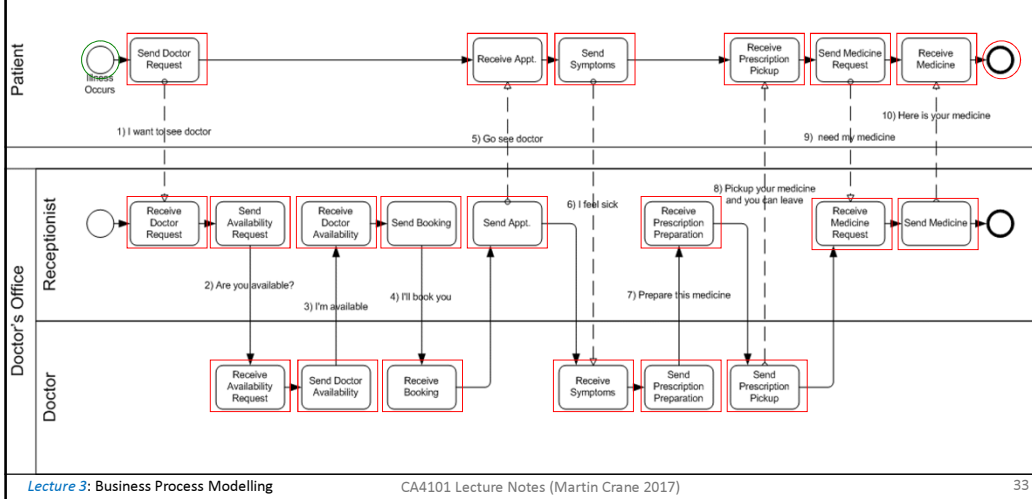 Patient
Illness
Occurs
Send Doctor
Request
Receive Appt.
Send
Symptoms
Receive
Prescription
Pickup
Send Medicine
Request
Receive
Medicine
1) I want to see doctor
5) Go see doctor
9) need my medicine
10) Here is your medicine
Doctor's Office
Receptionist
Receive
Doctor
Request
Send
Availability
Request
Receive
Doctor
Availability
Send Booking
Send Appt.
6) I feel sick
Receive
Prescription
Preparation
8) Pickup your medicine
and you can leave
Receive
Medicine
Request
Send Medicine
2) Are you available?
3) I'm available
4) I'll book you
7) Prepare this medicine
Doctor
Receive
Availability
Request
Send Doctor
Availability
Receive
Booking
Receive
Symptoms
Send
Prescription
Preparation
Send
Prescription
Pickup
Lecture 3: Business Process Modelling
CA4101 Lecture Notes (Martin Crane 2017)
33